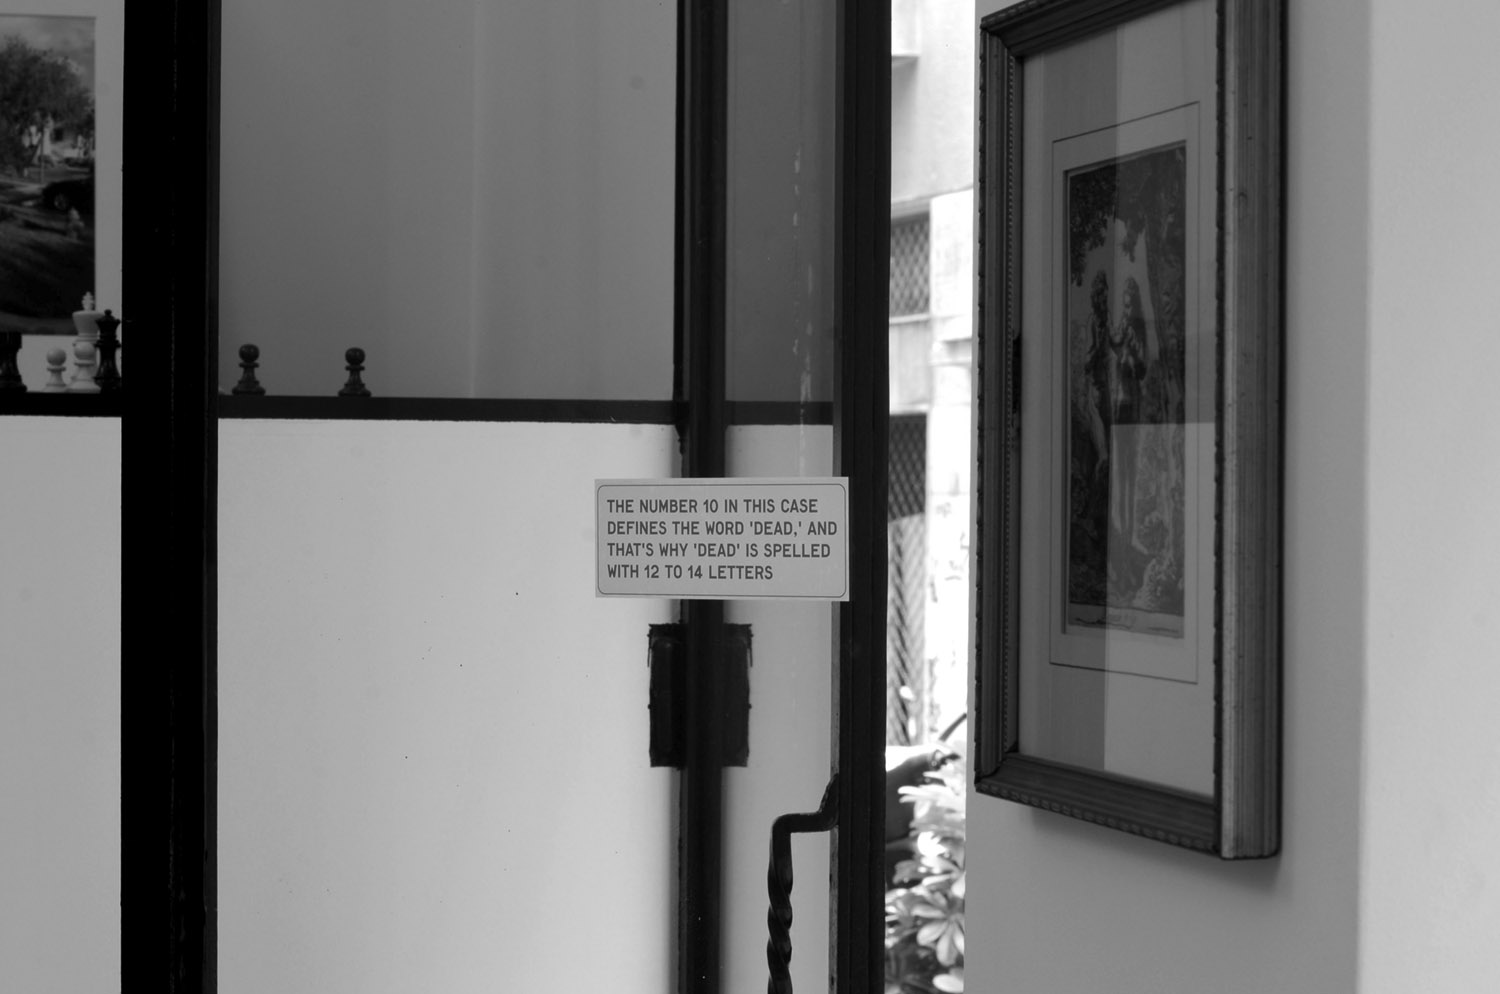 THE NUMBER 10 IN THIS CASE
DEFINES THE WORD 'DEAD,' AND
THAT'S WHY 'DEAD' IS SPELLED
WITH 12 TO 14 LETTERS